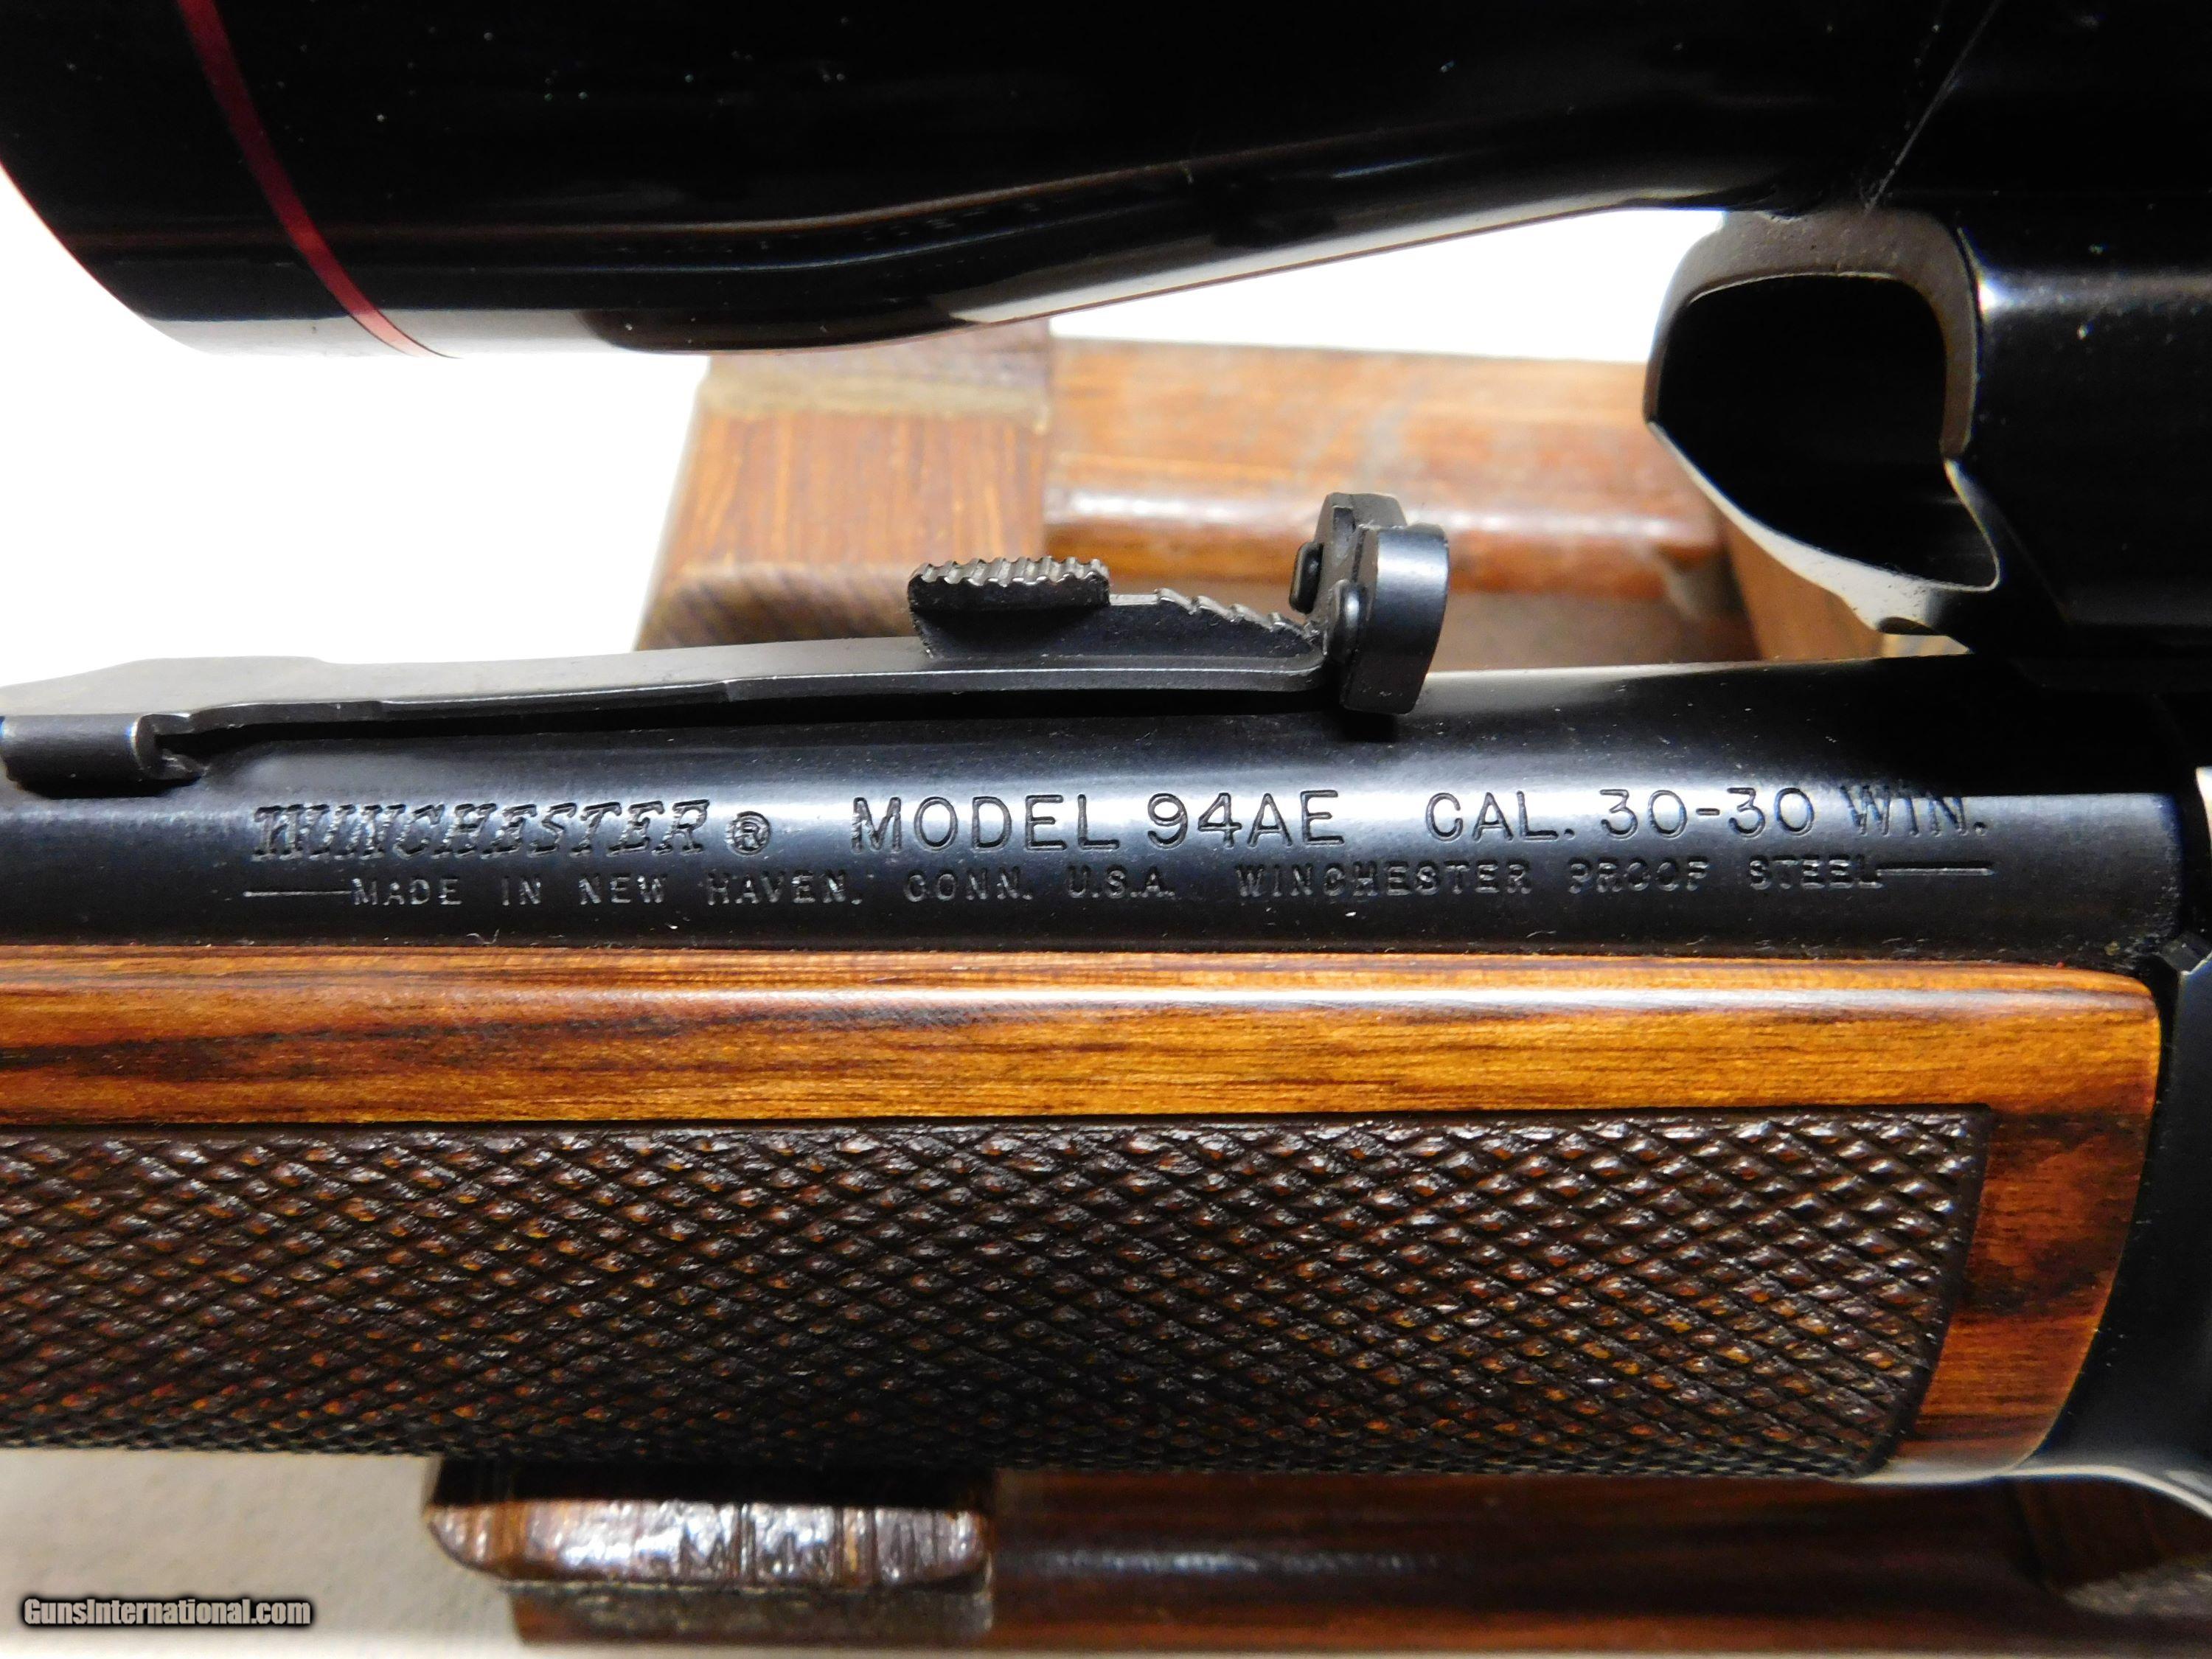 WINCHESTER® MODEL 94AE CAL. 30-30 WIN.
MADE IN NEW HAVEN, CONN. U.S.A. WINCHESTER PROOF STEEL
GunsInternational.com